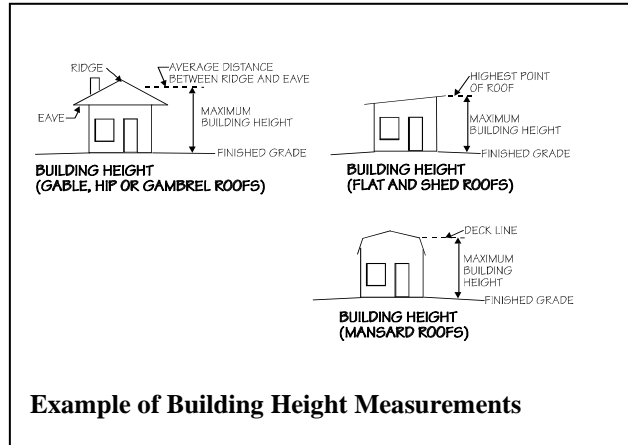 RIDGE
AVERAGE DISTANCE
BETWEEN RIDGE AND EAVE
EAVE
MAXIMUM
BUILDING HEIGHT
FINISHED GRADE
BUILDING HEIGHT
(GABLE, HIP OR GAMBREL ROOFS)
HIGHEST POINT
OF ROOF
MAXIMUM
BUILDING HEIGHT
FINISHED GRADE
BUILDING HEIGHT
(FLAT AND SHED ROOFS)
DECK LINE
MAXIMUM
BUILDING
HEIGHT
FINISHED GRADE
BUILDING HEIGHT
(MANSARD ROOFS)
Example of Building Height Measurements